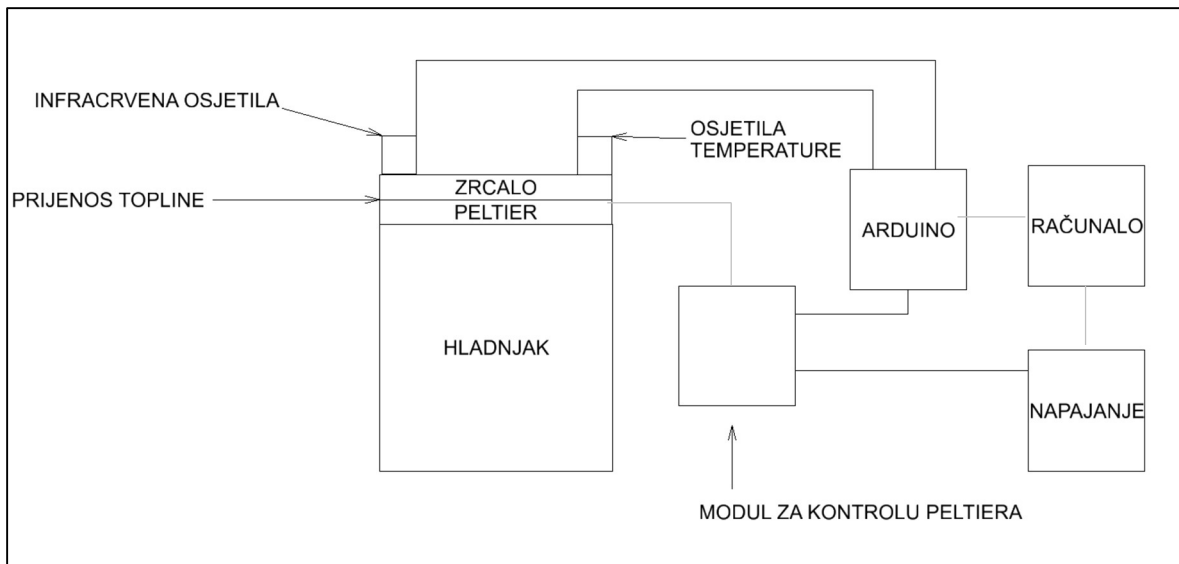 INFRACRVENA OSJETILA
OSJETILA
TEMPERATURE
PRIJENOS TOPLINE
ZRCALO
PELTIER
ARDUINO
RAČUNALO
HLADNJAK
NAPAJANJE
MODUL ZA KONTROLU PELTIERA